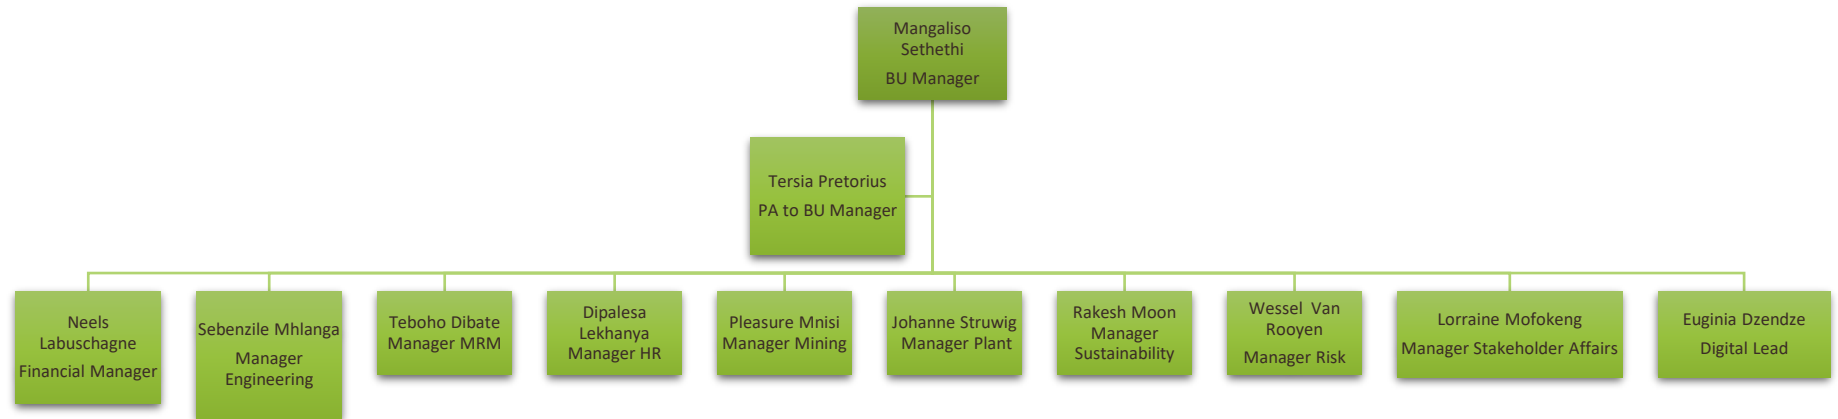 Mangaliso
Sethethi
BU Manager
Tersia Pretorius
PA to BU Manager
Neels
Labuschagne
Financial Manager
Sebenzile Mhlanga
Manager
Engineering
Teboho Dibate
Manager MRM
Dipalesa
Lekhanya
Manager HR
Pleasure Mnisi
Manager Mining
Johanne Struwig
Manager Plant
Rakesh Moon
Manager
Sustainability
Wessel Van
Rooyen
Manager Risk
Lorraine Mofokeng
Manager Stakeholder Affairs
Euginia Dzendze
Digital Lead